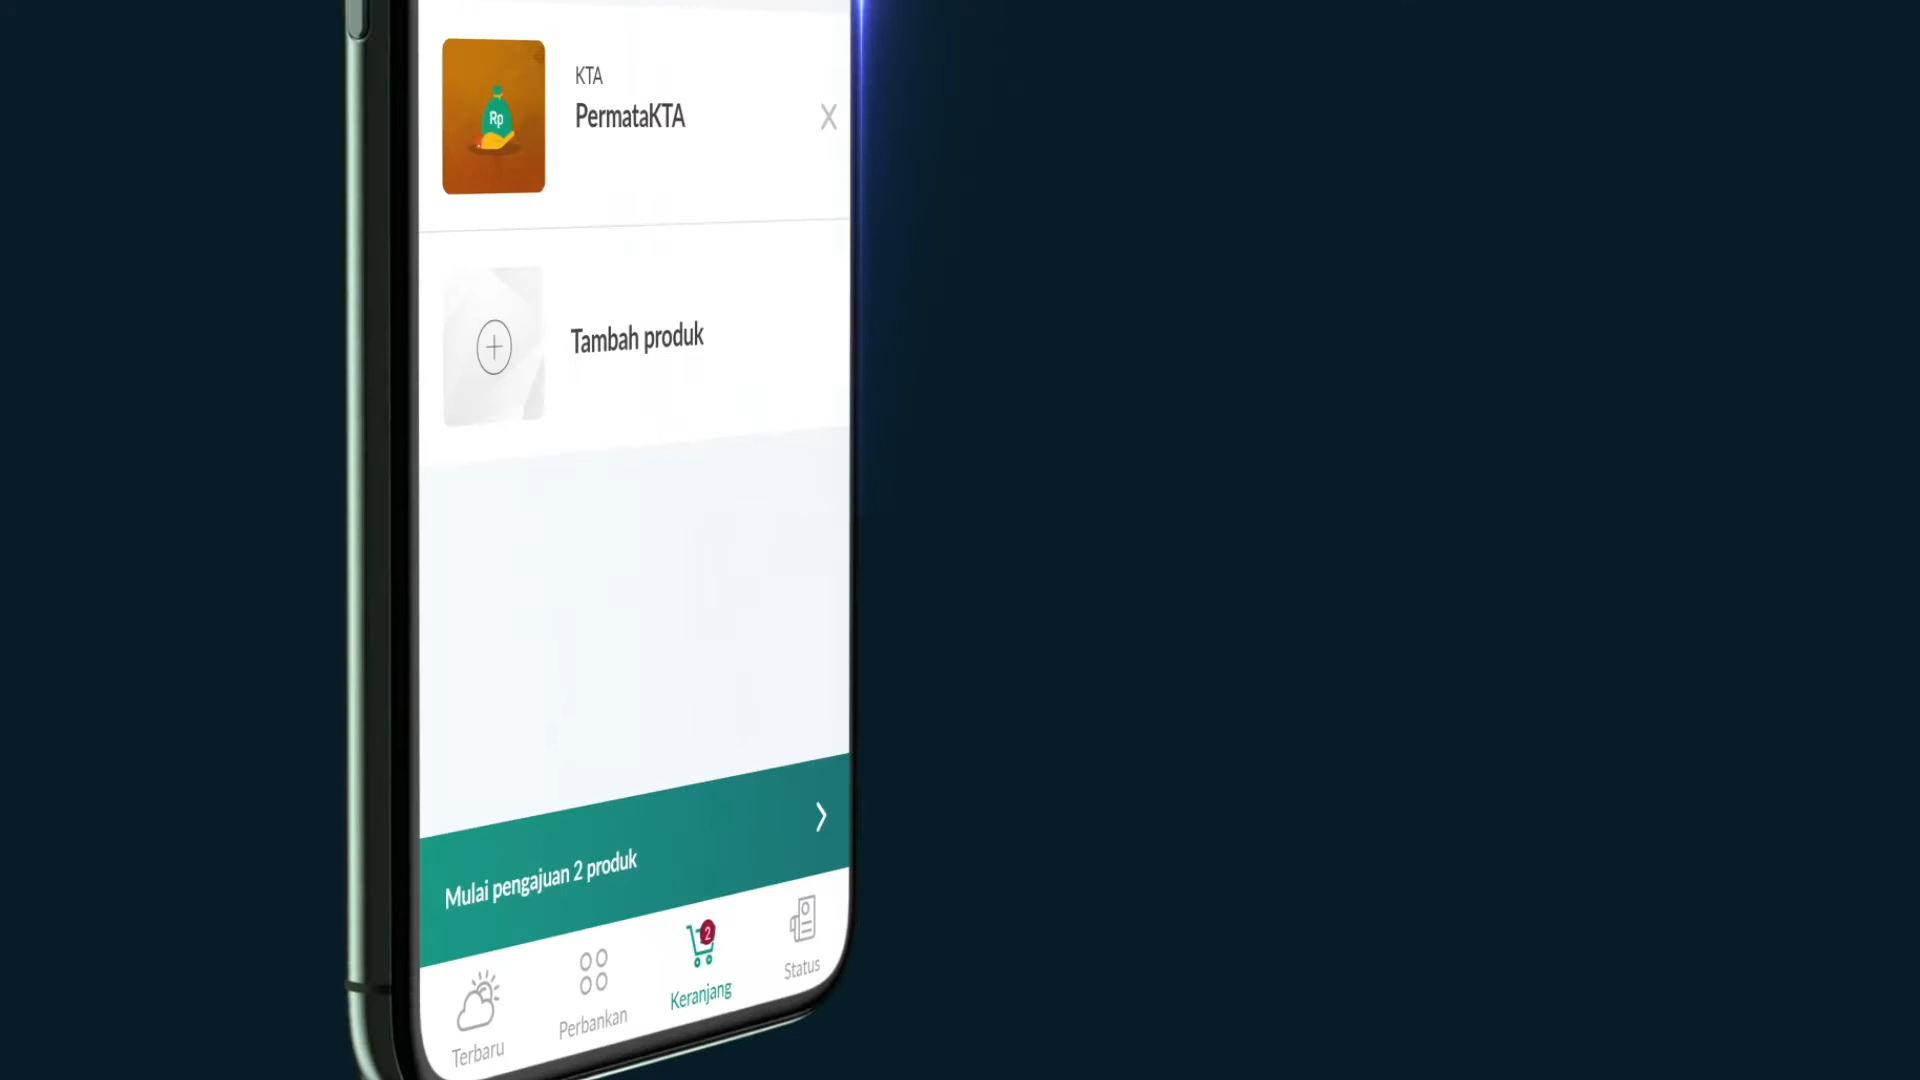 KTA
PermataKTA
Rp
Tambah produk
Mulai pengajuan 2 produk
2
Terbaru
Perbankan
Keranjang
Status